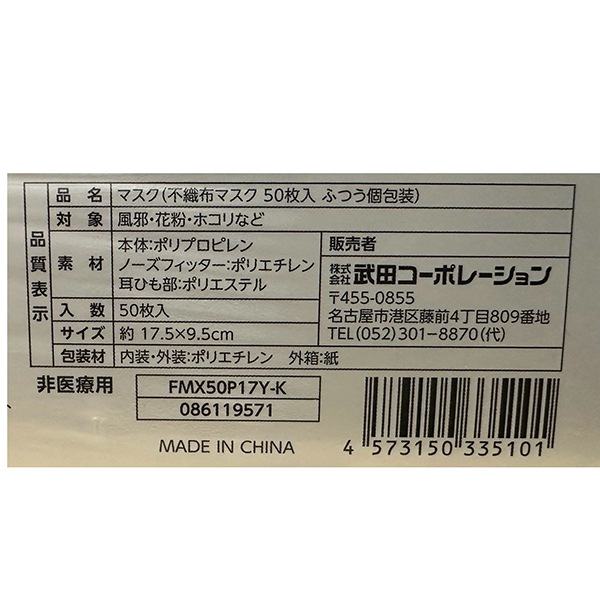 品質表示
品 名 マスク(不織布マスク 50枚入 ふつう個包装)
対 象 風邪・花粉・ホコリなど
素 材 本体:ポリプロピレン
ノーズフィッター:ポリエチレン
耳ひも部:ポリエステル
入 数 50枚入
サイズ 約 17.5×9.5cm
販売者
株式会社 武田コーポレーション
〒455-0855
名古屋市港区藤前4丁目809番地
TEL(052)301-8870(代)
包装材 内装・外装:ポリエチレン 外箱:紙
非医療用 FMX50P17Y-K
086119571
MADE IN CHINA
4 573150 335101